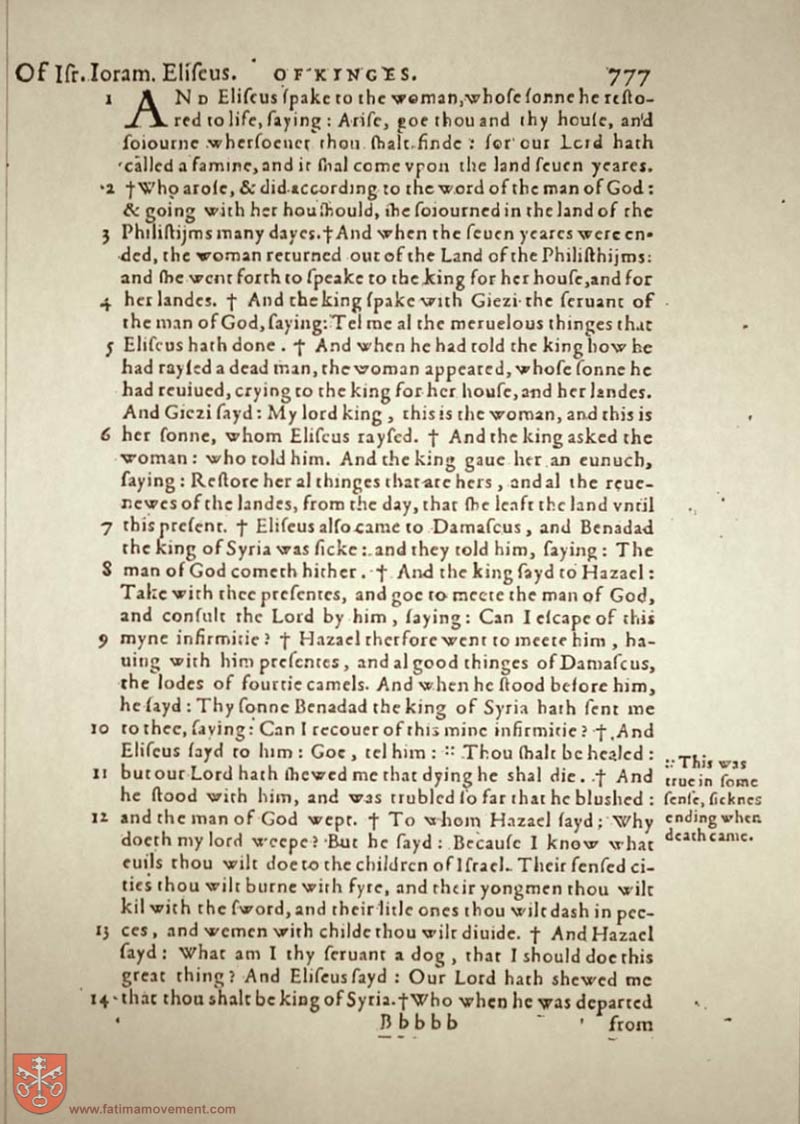 Of Iſr. Ioram. Eliſeus. OF KINGES. 777
1 AND Eliſeus ſpake to the woman, whoſe ſonne he reſto-
red to life, ſaying: Ariſe, goe thou and thy houſe, and
ſoiourne wherſoeuer thou ſhalt finde: for our Lord hath
called a famine, and it ſhal come vpon the land ſeuen yeares.
2 †Who aroſe, & did according to the word of the man of God:
& going with her houſhould, ſhe ſoiourned in the land of the
3 Philiſtijms many dayes. †And when the ſeuen yeares were en-
ded, the woman returned out of the Land of the Philiſthijms:
and ſhe went forth to ſpeake to the king for her houſe, and for
4 her landes. † And the king ſpake with Giezi the ſeruant of
the man of God, ſaying: Tel me al the meruelous thinges that
5 Eliſeus hath done. † And when he had told the king how he
had rayſed a dead man, the woman appeared, whoſe ſonne he
had reuiued, crying to the king for her houſe, and her landes.
And Giezi ſayd: My lord king, this is the woman, and this is
6 her ſonne, whom Eliſeus rayſed. † And the king asked the
woman: who told him. And the king gaue her an eunuch,
ſaying: Reſtore her al thinges that are hers, and al the reue-
newes of the landes, from the day, that ſhe leaft the land vntil
7 this preſent. † Eliſeus alſo came to Damaſcus, and Benadad
the king of Syria was ſicke: and they told him, ſaying: The
8 man of God cometh hither. † And the king ſayd to Hazael:
Take with thee preſentes, and goe to meete the man of God,
and conſult the Lord by him, ſaying: Can I eſcape of this
9 myne infirmitie? † Hazael therfore went to meete him, ha-
uing with him preſentes, and al good thinges of Damaſcus,
the lodes of fourtie camels. And when he ſtood before him,
he ſayd: Thy ſonne Benadad the king of Syria hath ſent me
10 to thee, ſaying: Can I recouer of this mine infirmitie? † And
Eliſeus ſayd to him: Goe, tel him: :: Thou ſhalt be healed:
11 but our Lord hath ſhewed me that dying he shal die. † And
he ſtood with him, and was trubled ſo far that he bluſhed:
12 and the man of God wept. † To whom Hazael ſayd: Why
doeth my lord weepe? But he ſayd: Becauſe I know what
euils thou wilt doe to the children of Iſrael. Their fenſed ci-
ties thou wilt burne with fyre, and their yongmen thou wilt
kil with the ſword, and their litle ones thou wilt dash in pee-
13 ces, and wemen with childe thou wilt diuide. † And Hazael
ſayd: What am I thy ſeruant a dog, that I should doe this
great thing? And Eliſeus ſayd: Our Lord hath shewed me
14 that thou shalt be king of Syria. †Who when he was departed
Bbbbb from
:: This was
true in ſome
ſenſe, ſicknes
ending when
death came.
www.fatimamovement.com